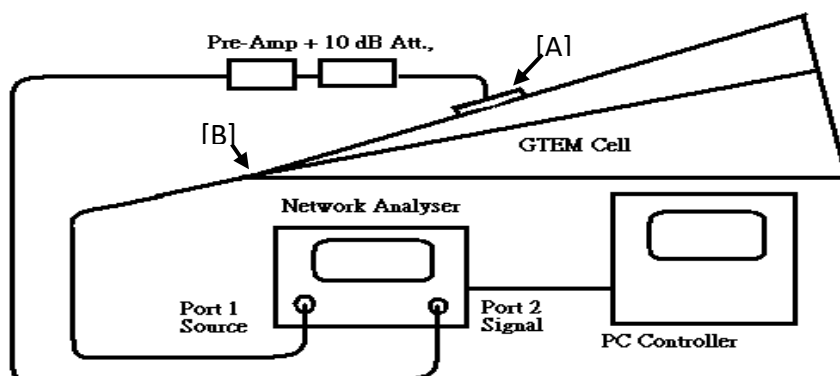 Pre-Amp + 10 dB Att.,
[A]
[B]
GTEM Cell
Network Analyser
Port 1
Source
Port 2
Signal
PC Controller